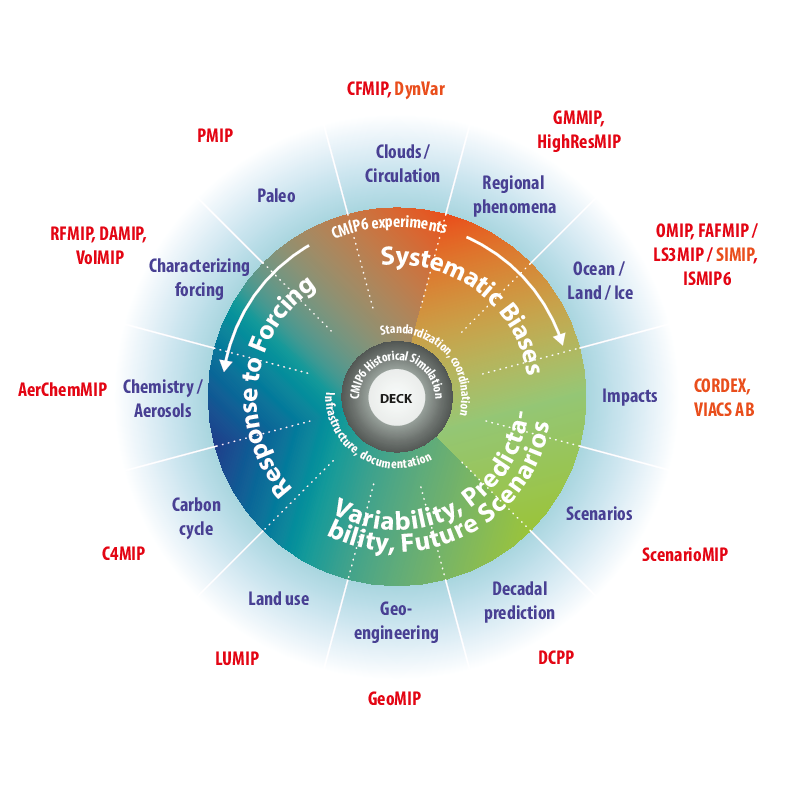 CFMIP, DynVar
GMMIP,
HighResMIP
PMIP
Clouds /
Circulation
Regional
phenomena
Paleo
OMIP, FAFMIP /
LS3MIP / SIMIP,
ISMIP6
RFMIP, DAMIP,
VolMIP
Characterizing
forcing
Ocean /
Land / Ice
CMIP6 experiments
Systematic Biases
Response to Forcing
Standardization, coordination
CMIP6 Historical Simulation
DECK
Infrastructure, documentation
AerChemMIP
Chemistry /
Aerosols
Impacts
CORDEX,
VIACS AB
Variability, Predicta-
bility, Future Scenarios
Carbon
cycle
Scenarios
C4MIP
ScenarioMIP
Land use
Geo-
engineering
Decadal
prediction
LUMIP
DCPP
GeoMIP